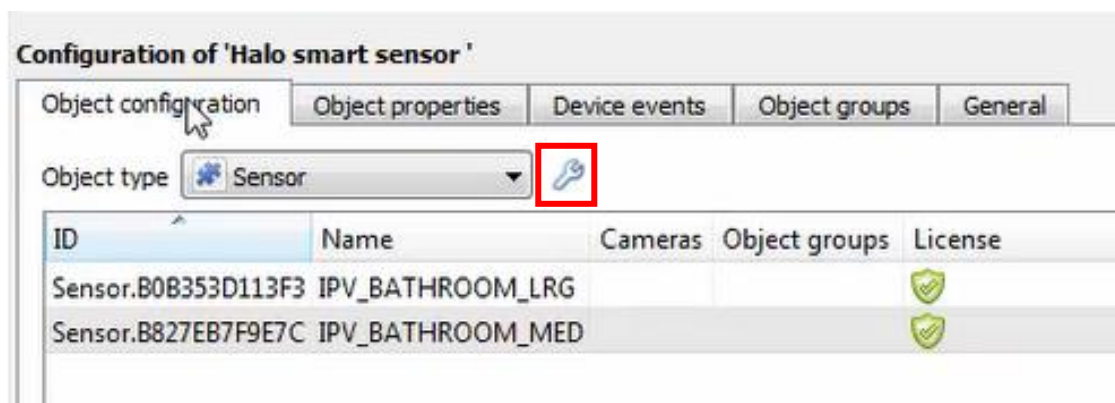 Configuration of 'Halo smart sensor '
Object configuration Object properties Device events Object groups General
Object type Sensor
ID Name Cameras Object groups License
Sensor.B0B353D113F3 IPV_BATHROOM_LRG
Sensor.B827EB7F9E7C IPV_BATHROOM_MED